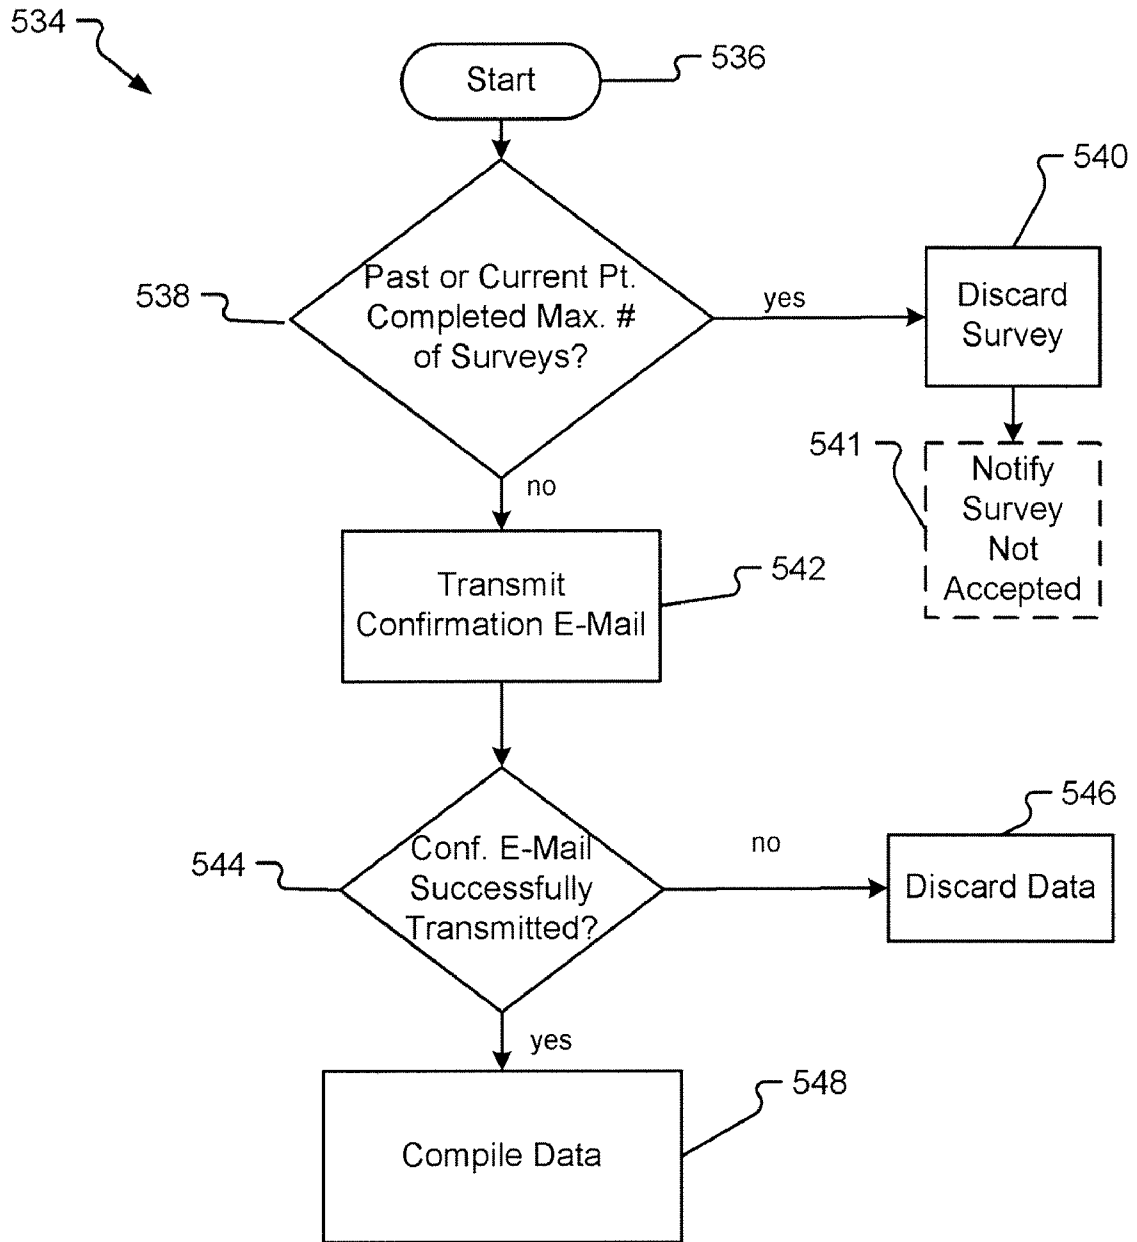 534
Start
536
540
Past or Current Pt.
Completed Max. #
of Surveys?
538
yes
Discard
Survey
541
Notify
Survey
Not
Accepted
no
Transmit
Confirmation E-Mail
542
546
Conf. E-Mail
Successfully
Transmitted?
544
no
Discard Data
yes
548
Compile Data